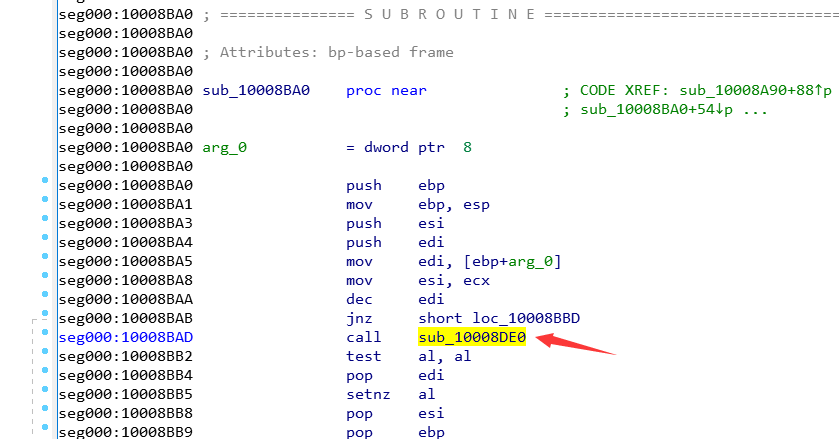 seg000:10008BA0 ; =============== S U B R O U T I N E =================================
seg000:10008BA0
seg000:10008BA0 ; Attributes: bp-based frame
seg000:10008BA0
seg000:10008BA0 sub_10008BA0 proc near ; CODE XREF: sub_10008A90+88↑p
seg000:10008BA0 ; sub_10008BA0+54↓p ...
seg000:10008BA0
seg000:10008BA0 arg_0 = dword ptr 8
seg000:10008BA0
seg000:10008BA0 push ebp
seg000:10008BA1 mov ebp, esp
seg000:10008BA3 push esi
seg000:10008BA4 push edi
seg000:10008BA5 mov edi, [ebp+arg_0]
seg000:10008BA8 mov esi, ecx
seg000:10008BAA dec edi
seg000:10008BAB jnz short loc_10008BBD
seg000:10008BAD call sub_10008DE0
seg000:10008BB2 test al, al
seg000:10008BB4 pop edi
seg000:10008BB5 setnz al
seg000:10008BB8 pop esi
seg000:10008BB9 pop ebp